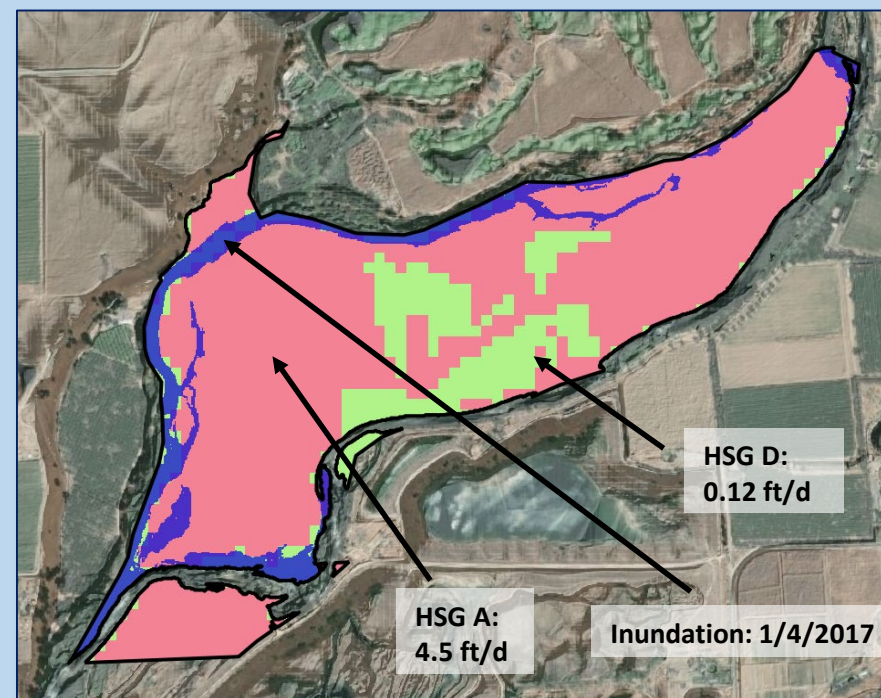 HSG D:
0.12 ft/d
HSG A:
4.5 ft/d
Inundation: 1/4/2017